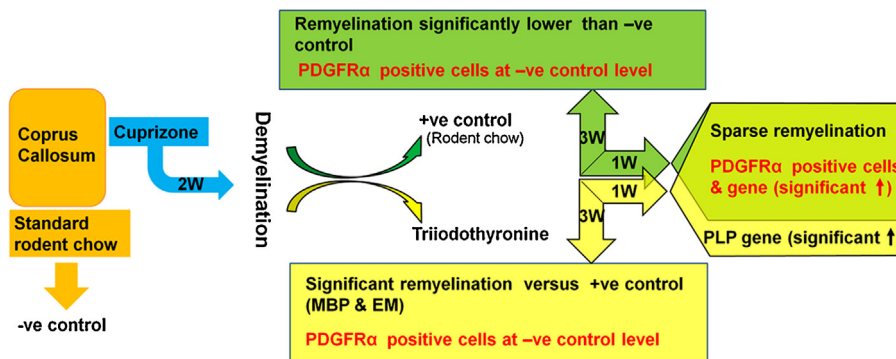 Remyelination significantly lower than –ve
control
PDGFRα positive cells at –ve control level
Coprus
Callosum
Cuprizone
2W
Standard
rodent chow
-ve control
Demyelination
+ve control
(Rodent chow)
Triiodothyronine
3W
1W
1W
3W
Sparse remyelination
PDGFRα positive cells
& gene (significant ↑)
PLP gene (significant ↑
Significant remyelination versus +ve control
(MBP & EM)
PDGFRα positive cells at –ve control level